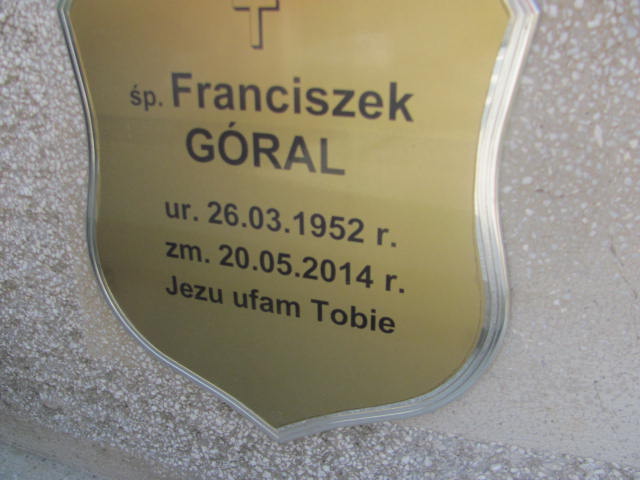 śp. Franciszek
GÓRAL
ur. 26.03.1952 r.
zm. 20.05.2014 r.
Jezu ufam Tobie